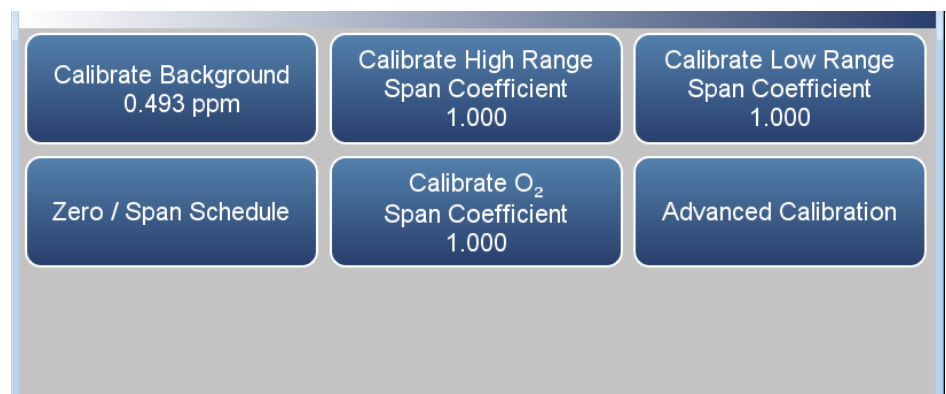 Calibrate Background
0.493 ppm
Calibrate High Range
Span Coefficient
1.000
Calibrate Low Range
Span Coefficient
1.000
Zero / Span Schedule
Calibrate O₂
Span Coefficient
1.000
Advanced Calibration